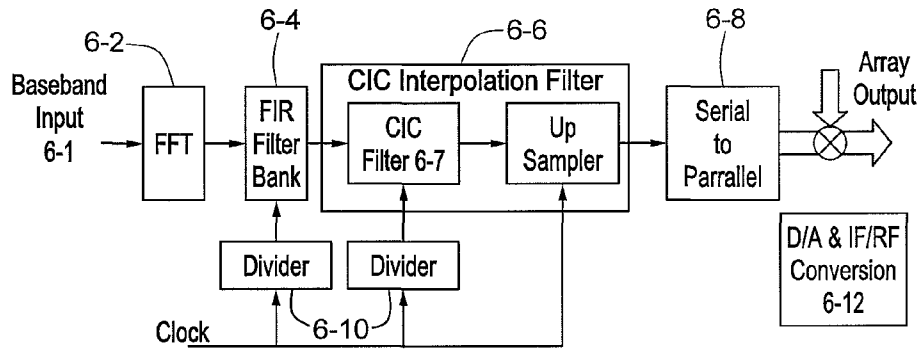 6-2
6-4
6-6
6-8
Baseband
Input
6-1
FFT
FIR
Filter
Bank
CIC Interpolation Filter
CIC
Filter 6-7
Up
Sampler
Serial
to
Parrallel
Array
Output
Divider
Divider
6-10
Clock
D/A & IF/RF
Conversion
6-12